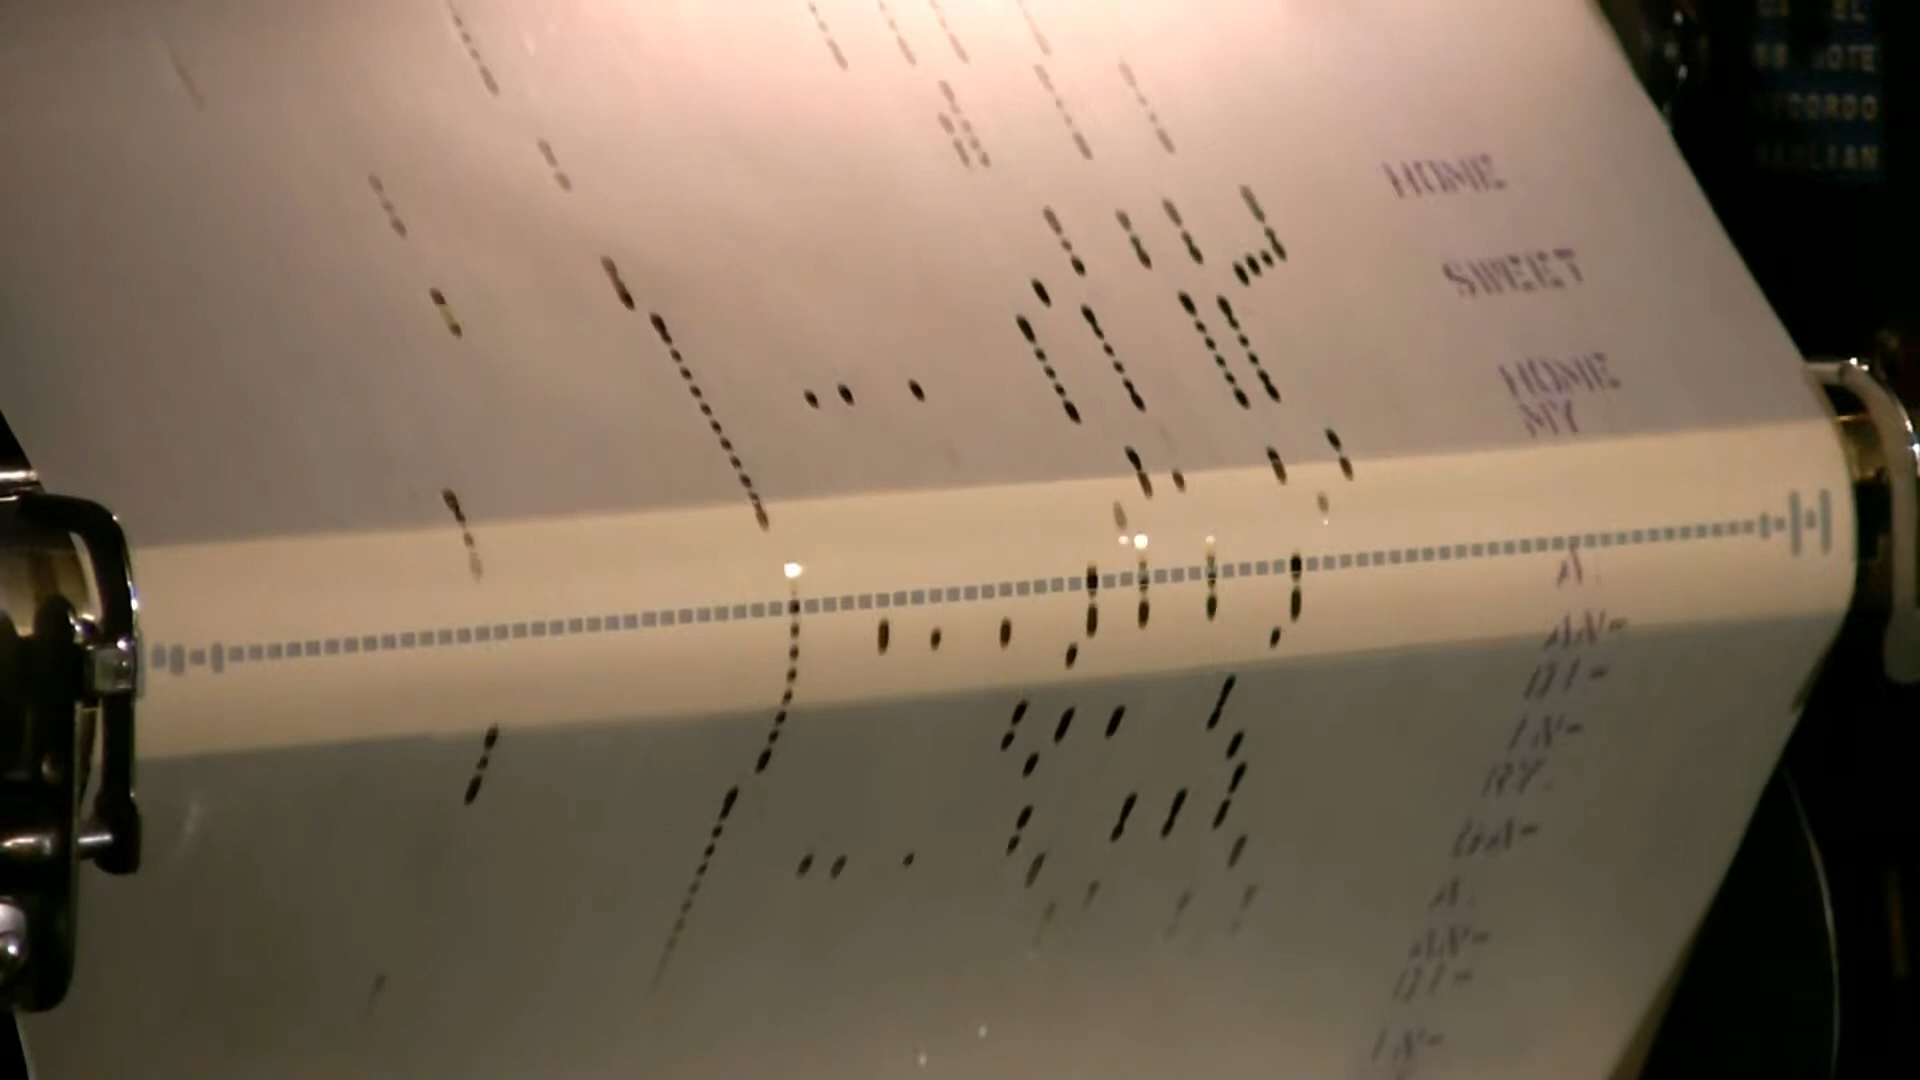 HOME
SWEET
HOME
MY
A.
AN-
DI-
IN-
RY.
GA-
A.
AN-
DI-
IN-